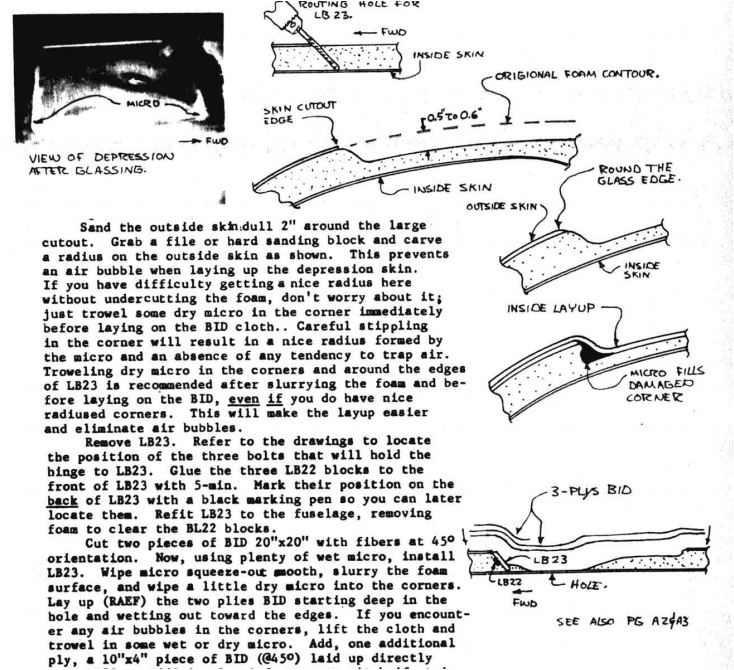 ROUTING HOLE FOR
LB 23.
FWD
INSIDE SKIN
ORIGIONAL FOAM CONTOUR.
MICRO
FWD
VIEW OF DEPRESSION
AFTER GLASSING.
SKIN CUTOUT
EDGE
0.5" TO 0.6"
INSIDE SKIN
ROUND THE
GLASS EDGE.
OUTSIDE SKIN
INSIDE
SKIN
INSIDE LAYUP
MICRO FILLS
DAMAGED
CORNER
Sand the outside skin dull 2" around the large
cutout. Grab a file or hard sanding block and carve
a radius on the outside skin as shown. This prevents
an air bubble when laying up the depression skin.
If you have difficulty getting a nice radius here
without undercutting the foam, don't worry about it;
just trowel some dry micro in the corner immediately
before laying on the BID cloth.. Careful stippling
in the corner will result in a nice radius formed by
the micro and an absence of any tendency to trap air.
Troweling dry micro in the corners and around the edges
of LB23 is recommended after slurrying the foam and be-
fore laying on the BID, even if you do have nice
radiused corners. This will make the layup easier
and eliminate air bubbles.
Remove LB23. Refer to the drawings to locate
the position of the three bolts that will hold the
hinge to LB23. Glue the three LB22 blocks to the
front of LB23 with 5-min. Mark their position on the
back of LB23 with a black marking pen so you can later
locate them. Refit LB23 to the fuselage, removing
foam to clear the BL22 blocks.
Cut two pieces of BID 20"x20" with fibers at 45º
orientation. Now, using plenty of wet micro, install
LB23. Wipe micro squeeze-out smooth, slurry the foam
surface, and wipe a little dry micro into the corners.
Lay up (RAEF) the two plies BID starting deep in the
hole and wetting out toward the edges. If you encount-
er any air bubbles in the corners, lift the cloth and
trowel in some wet or dry micro. Add, one additional
ply, a 10"x4" piece of BID (@45º) laid up directly
3-PLYS BID
LB23
LB22
HOLE.
FWD
SEE ALSO PG A2&A3